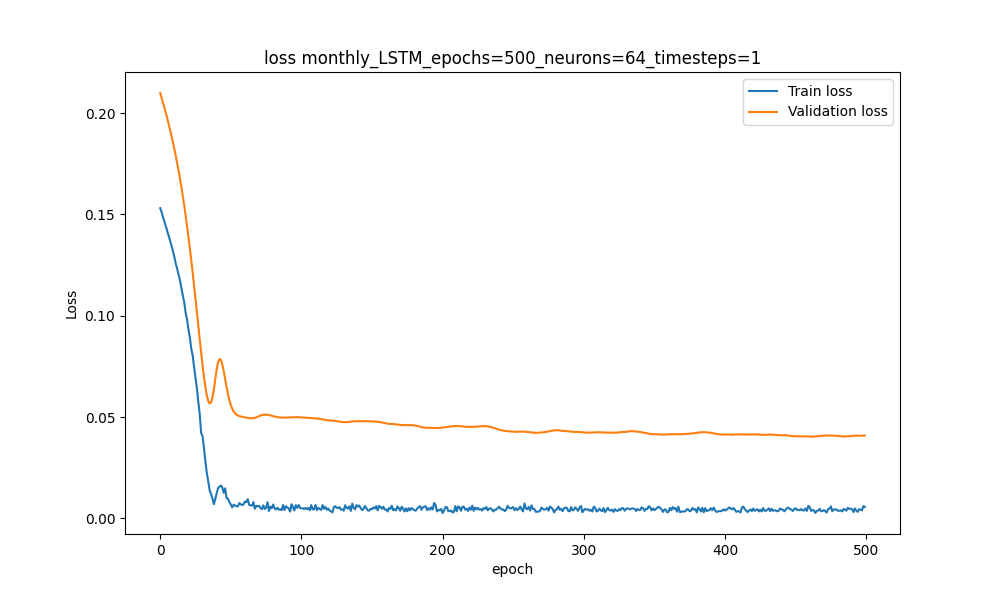 loss monthly_LSTM_epochs=500_neurons=64_timesteps=1
Train loss
Validation loss
0.20
0.15
0.10
0.05
0.00
Loss
0 100 200 300 400 500
epoch